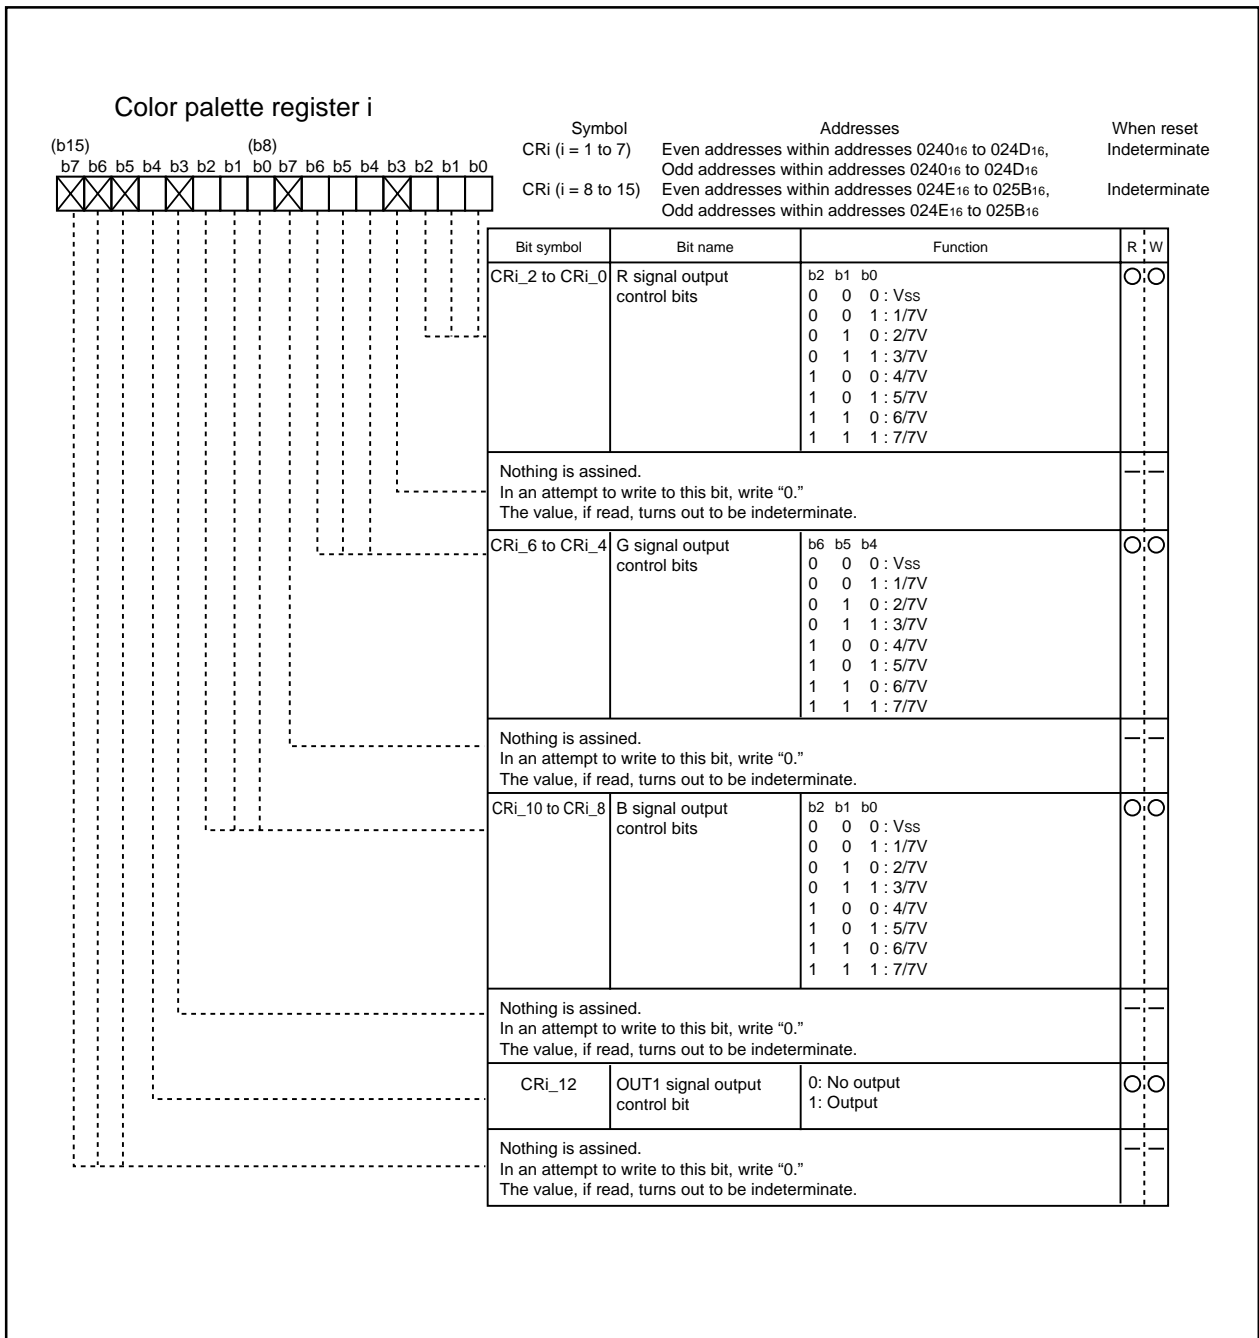 Color palette register i
(b15) (b8)
b7 b6 b5 b4 b3 b2 b1 b0 b7 b6 b5 b4 b3 b2 b1 b0
Symbol Addresses When reset
CRi (i = 1 to 7) Even addresses within addresses 024016 to 024D16, Indeterminate
Odd addresses within addresses 024016 to 024D16
CRi (i = 8 to 15) Even addresses within addresses 024E16 to 025B16, Indeterminate
Odd addresses within addresses 024E16 to 025B16
Bit symbol Bit name Function R W
CRi_2 to CRi_0 R signal output control bits
b2 b1 b0
0 0 0 : VSS
0 0 1 : 1/7V
0 1 0 : 2/7V
0 1 1 : 3/7V
1 0 0 : 4/7V
1 0 1 : 5/7V
1 1 0 : 6/7V
1 1 1 : 7/7V
Nothing is assined.
In an attempt to write to this bit, write “0.”
The value, if read, turns out to be indeterminate.
CRi_6 to CRi_4 G signal output control bits
b6 b5 b4
0 0 0 : VSS
0 0 1 : 1/7V
0 1 0 : 2/7V
0 1 1 : 3/7V
1 0 0 : 4/7V
1 0 1 : 5/7V
1 1 0 : 6/7V
1 1 1 : 7/7V
Nothing is assined.
In an attempt to write to this bit, write “0.”
The value, if read, turns out to be indeterminate.
CRi_10 to CRi_8 B signal output control bits
b2 b1 b0
0 0 0 : VSS
0 0 1 : 1/7V
0 1 0 : 2/7V
0 1 1 : 3/7V
1 0 0 : 4/7V
1 0 1 : 5/7V
1 1 0 : 6/7V
1 1 1 : 7/7V
Nothing is assined.
In an attempt to write to this bit, write “0.”
The value, if read, turns out to be indeterminate.
CRi_12 OUT1 signal output control bit
0: No output
1: Output
Nothing is assined.
In an attempt to write to this bit, write “0.”
The value, if read, turns out to be indeterminate.